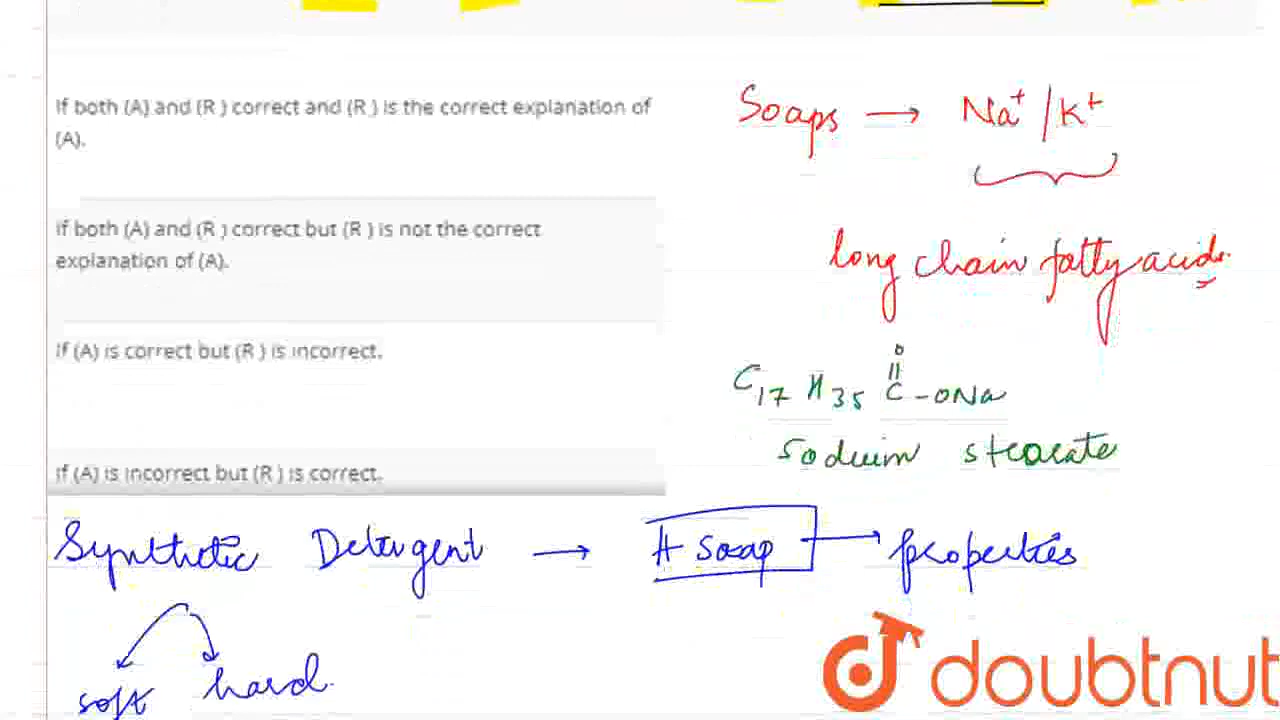 If both (A) and (R ) correct and (R ) is the correct explanation of
(A).
If both (A) and (R ) correct but (R ) is not the correct
explanation of (A).
If (A) is correct but (R ) is incorrect.
If (A) is incorrect but (R ) is correct.
Soaps → Na⁺ / K⁺
long chain fatty acids.
O
||
C17 H35 C - ONa
Sodium stearate
Synthetic Detergent → ≠ soap → properties
soft hard.
doubtnut